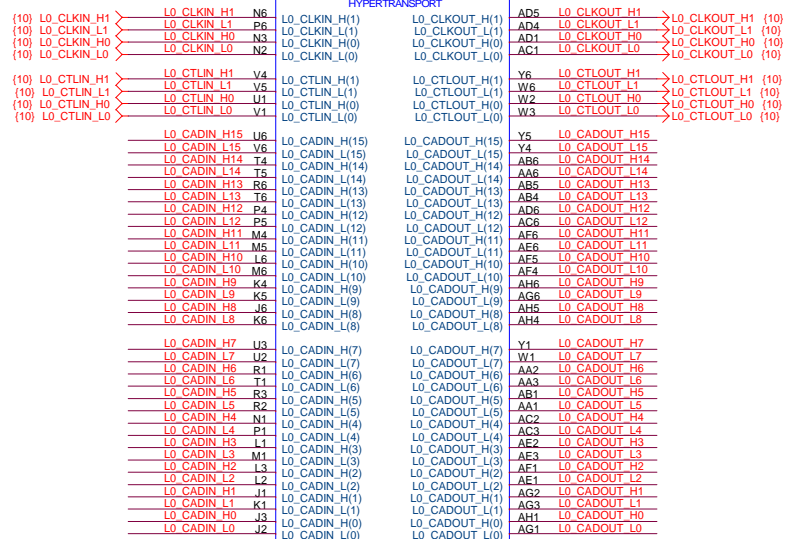 HYPERTRANSPORT
{10} L0_CLKIN_H1 L0_CLKIN_H1 N6 L0_CLKIN_H(1) L0_CLKOUT_H(1) AD5 L0_CLKOUT_H1 L0_CLKOUT_H1 {10}
{10} L0_CLKIN_L1 L0_CLKIN_L1 P6 L0_CLKIN_L(1) L0_CLKOUT_L(1) AD4 L0_CLKOUT_L1 L0_CLKOUT_L1 {10}
{10} L0_CLKIN_H0 L0_CLKIN_H0 N3 L0_CLKIN_H(0) L0_CLKOUT_H(0) AD1 L0_CLKOUT_H0 L0_CLKOUT_H0 {10}
{10} L0_CLKIN_L0 L0_CLKIN_L0 N2 L0_CLKIN_L(0) L0_CLKOUT_L(0) AC1 L0_CLKOUT_L0 L0_CLKOUT_L0 {10}
{10} L0_CTLIN_H1 L0_CTLIN_H1 V4 L0_CTLIN_H(1) L0_CTLOUT_H(1) Y6 L0_CTLOUT_H1 L0_CTLOUT_H1 {10}
{10} L0_CTLIN_L1 L0_CTLIN_L1 V5 L0_CTLIN_L(1) L0_CTLOUT_L(1) W6 L0_CTLOUT_L1 L0_CTLOUT_L1 {10}
{10} L0_CTLIN_H0 L0_CTLIN_H0 U1 L0_CTLIN_H(0) L0_CTLOUT_H(0) W2 L0_CTLOUT_H0 L0_CTLOUT_H0 {10}
{10} L0_CTLIN_L0 L0_CTLIN_L0 V1 L0_CTLIN_L(0) L0_CTLOUT_L(0) W3 L0_CTLOUT_L0 L0_CTLOUT_L0 {10}
L0_CADIN_H15 U6 L0_CADIN_H(15) L0_CADOUT_H(15) Y5 L0_CADOUT_H15
L0_CADIN_L15 V6 L0_CADIN_L(15) L0_CADOUT_L(15) Y4 L0_CADOUT_L15
L0_CADIN_H14 T4 L0_CADIN_H(14) L0_CADOUT_H(14) AB6 L0_CADOUT_H14
L0_CADIN_L14 T5 L0_CADIN_L(14) L0_CADOUT_L(14) AA6 L0_CADOUT_L14
L0_CADIN_H13 R6 L0_CADIN_H(13) L0_CADOUT_H(13) AB5 L0_CADOUT_H13
L0_CADIN_L13 T6 L0_CADIN_L(13) L0_CADOUT_L(13) AB4 L0_CADOUT_L13
L0_CADIN_H12 P4 L0_CADIN_H(12) L0_CADOUT_H(12) AD6 L0_CADOUT_H12
L0_CADIN_L12 P5 L0_CADIN_L(12) L0_CADOUT_L(12) AC6 L0_CADOUT_L12
L0_CADIN_H11 M4 L0_CADIN_H(11) L0_CADOUT_H(11) AF6 L0_CADOUT_H11
L0_CADIN_L11 M5 L0_CADIN_L(11) L0_CADOUT_L(11) AE6 L0_CADOUT_L11
L0_CADIN_H10 L6 L0_CADIN_H(10) L0_CADOUT_H(10) AF5 L0_CADOUT_H10
L0_CADIN_L10 M6 L0_CADIN_L(10) L0_CADOUT_L(10) AF4 L0_CADOUT_L10
L0_CADIN_H9 K4 L0_CADIN_H(9) L0_CADOUT_H(9) AH6 L0_CADOUT_H9
L0_CADIN_L9 K5 L0_CADIN_L(9) L0_CADOUT_L(9) AG6 L0_CADOUT_L9
L0_CADIN_H8 J6 L0_CADIN_H(8) L0_CADOUT_H(8) AH5 L0_CADOUT_H8
L0_CADIN_L8 K6 L0_CADIN_L(8) L0_CADOUT_L(8) AH4 L0_CADOUT_L8
L0_CADIN_H7 U3 L0_CADIN_H(7) L0_CADOUT_H(7) Y1 L0_CADOUT_H7
L0_CADIN_L7 U2 L0_CADIN_L(7) L0_CADOUT_L(7) W1 L0_CADOUT_L7
L0_CADIN_H6 R1 L0_CADIN_H(6) L0_CADOUT_H(6) AA2 L0_CADOUT_H6
L0_CADIN_L6 T1 L0_CADIN_L(6) L0_CADOUT_L(6) AA3 L0_CADOUT_L6
L0_CADIN_H5 R3 L0_CADIN_H(5) L0_CADOUT_H(5) AB1 L0_CADOUT_H5
L0_CADIN_L5 R2 L0_CADIN_L(5) L0_CADOUT_L(5) AA1 L0_CADOUT_L5
L0_CADIN_H4 N1 L0_CADIN_H(4) L0_CADOUT_H(4) AC2 L0_CADOUT_H4
L0_CADIN_L4 P1 L0_CADIN_L(4) L0_CADOUT_L(4) AC3 L0_CADOUT_L4
L0_CADIN_H3 L1 L0_CADIN_H(3) L0_CADOUT_H(3) AE2 L0_CADOUT_H3
L0_CADIN_L3 M1 L0_CADIN_L(3) L0_CADOUT_L(3) AE3 L0_CADOUT_L3
L0_CADIN_H2 L3 L0_CADIN_H(2) L0_CADOUT_H(2) AF1 L0_CADOUT_H2
L0_CADIN_L2 L2 L0_CADIN_L(2) L0_CADOUT_L(2) AE1 L0_CADOUT_L2
L0_CADIN_H1 J1 L0_CADIN_H(1) L0_CADOUT_H(1) AG2 L0_CADOUT_H1
L0_CADIN_L1 K1 L0_CADIN_L(1) L0_CADOUT_L(1) AG3 L0_CADOUT_L1
L0_CADIN_H0 J3 L0_CADIN_H(0) L0_CADOUT_H(0) AH1 L0_CADOUT_H0
L0_CADIN_L0 J2 L0_CADIN_L(0) L0_CADOUT_L(0) AG1 L0_CADOUT_L0